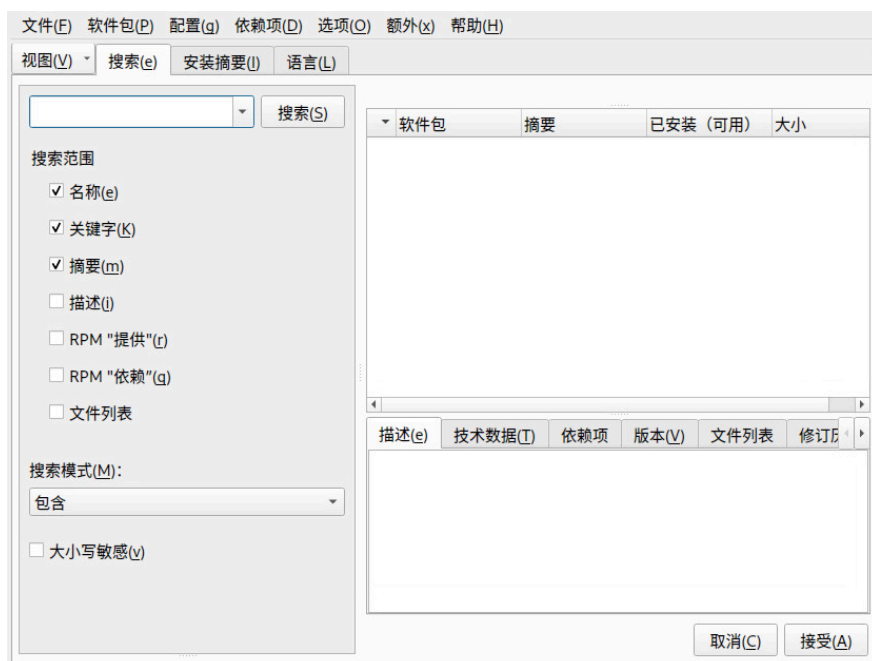 文件(F) 软件包(P) 配置(g) 依赖项(D) 选项(O) 额外(x) 帮助(H)
视图(V) 搜索(e) 安装摘要(I) 语言(L)
搜索(S)
搜索范围
名称(e)
关键字(K)
摘要(m)
描述(i)
RPM "提供"(r)
RPM "依赖"(q)
文件列表
搜索模式(M):
包含
大小写敏感(v)
软件包 摘要 已安装（可用） 大小
描述(e) 技术数据(T) 依赖项 版本(V) 文件列表 修订
取消(C) 接受(A)